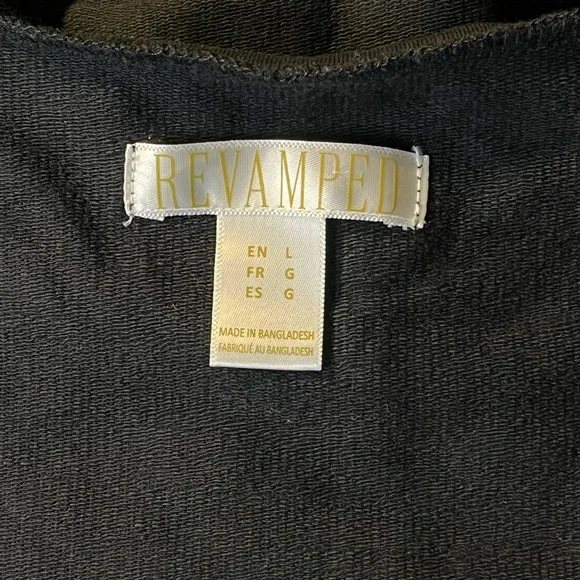 REVAMPED
EN L
FR G
ES G
MADE IN BANGLADESH
FABRIQUÉ AU BANGLADESH